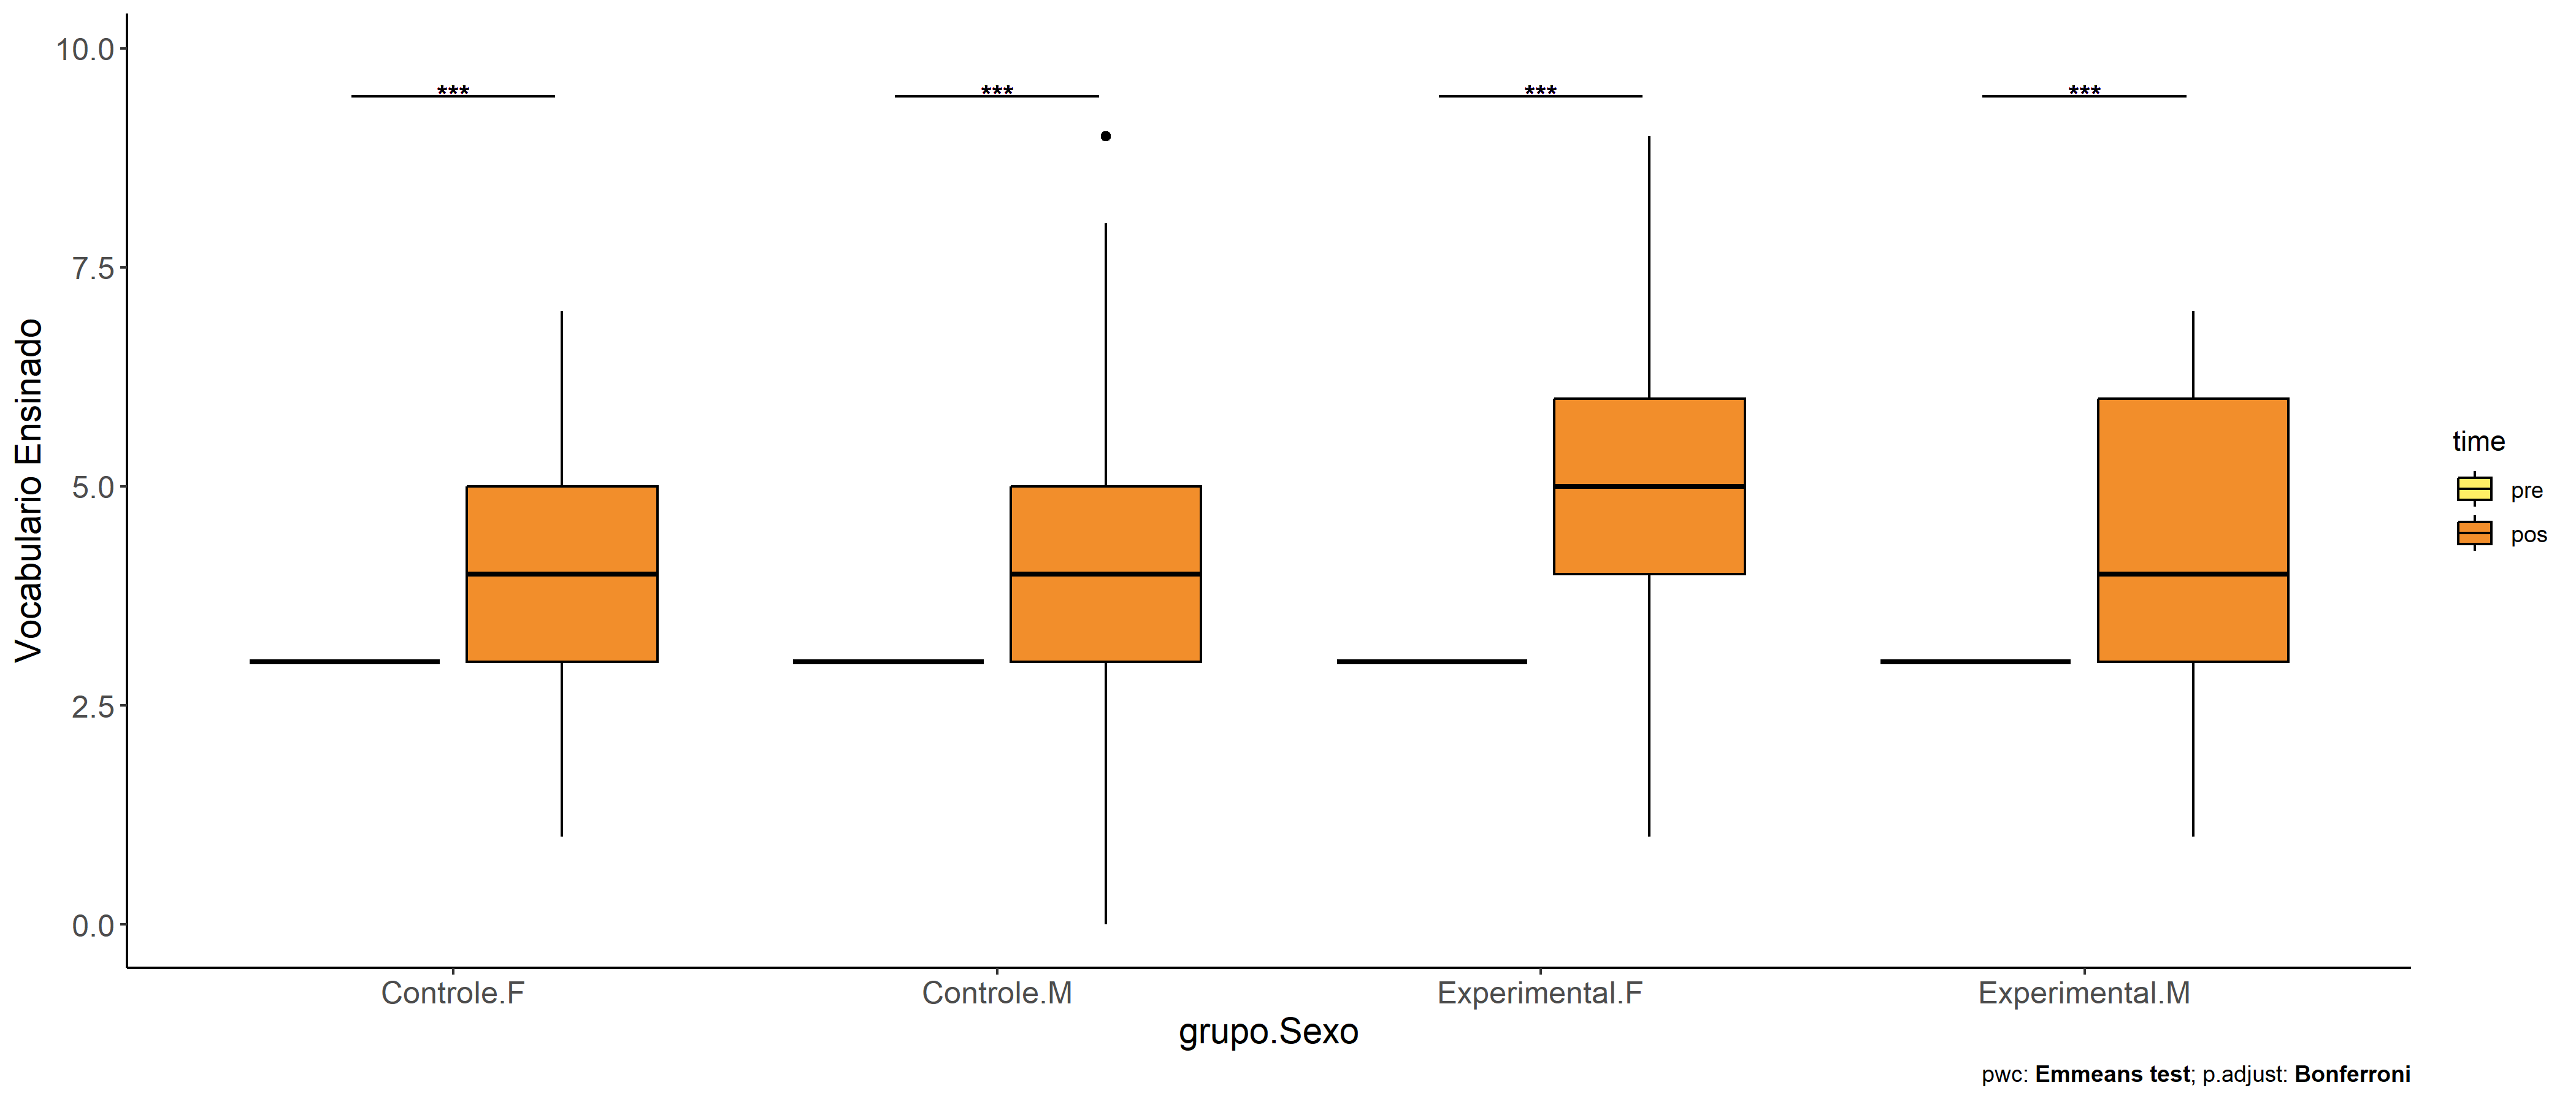 Vocabulario Ensinado
10.0
7.5
5.0
2.5
0.0
*** *** *** ***
Controle.F Controle.M Experimental.F Experimental.M
grupo.Sexo
time
pre
pos
pwc: Emmeans test; p.adjust: Bonferroni